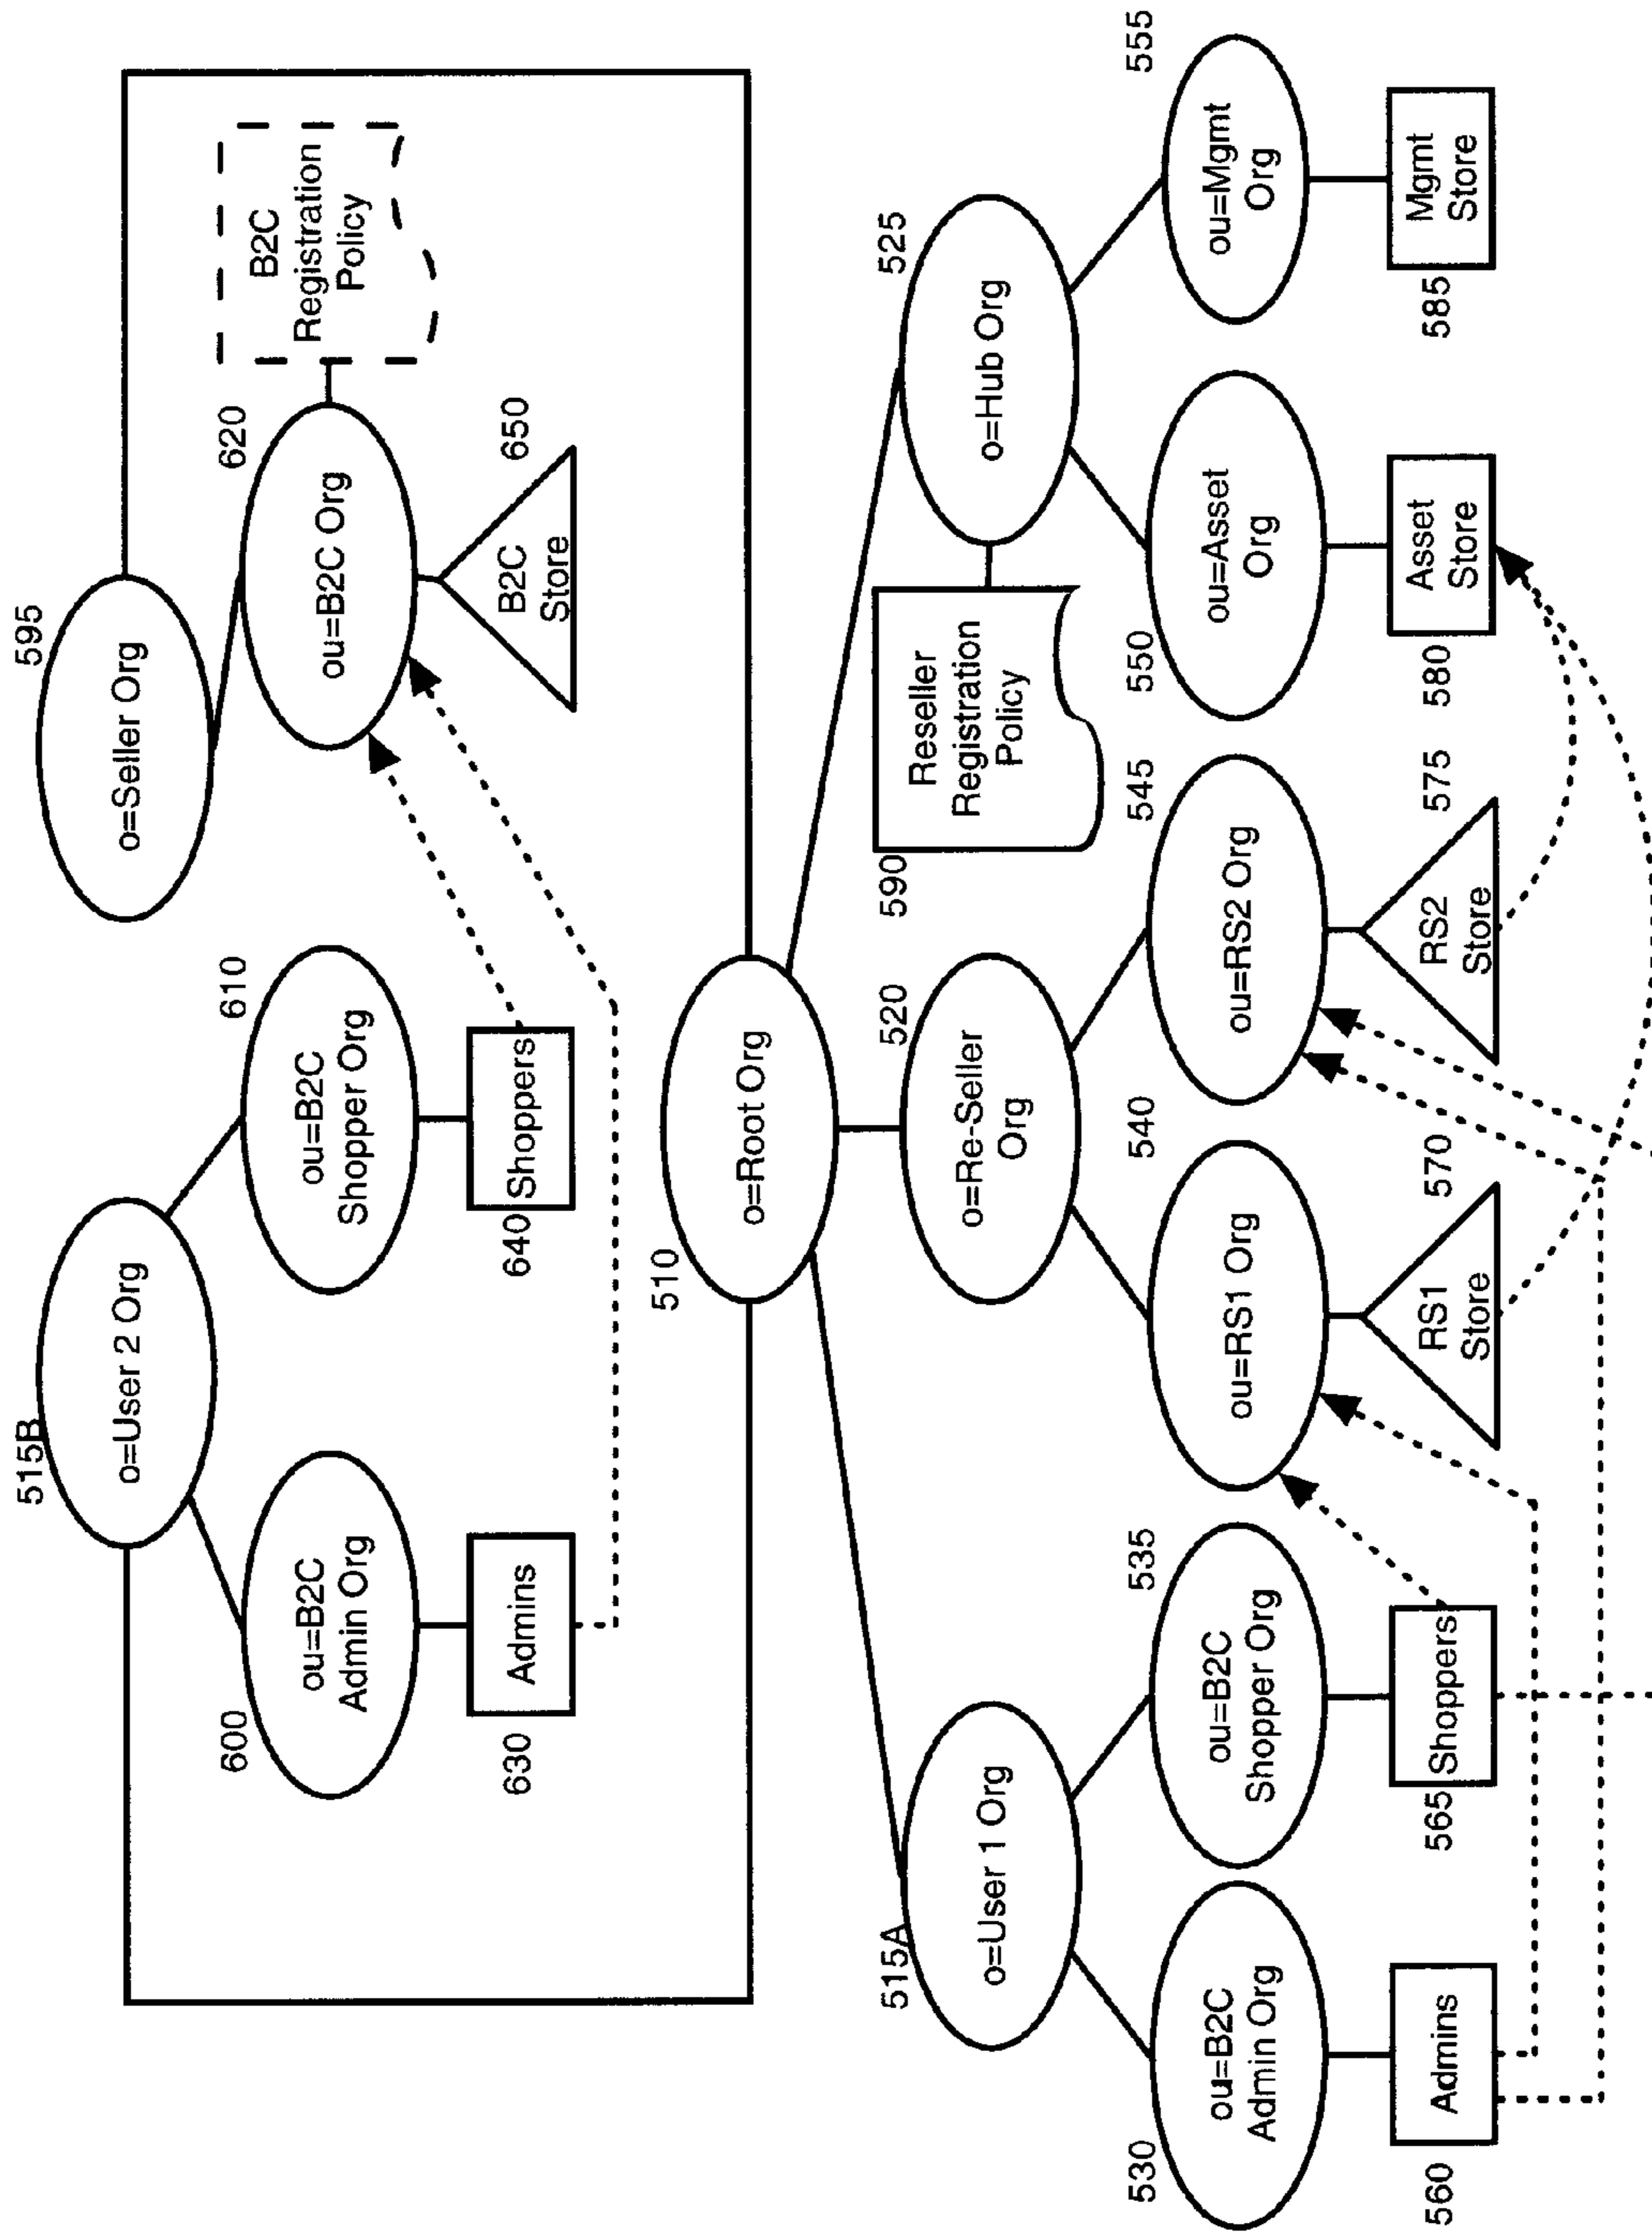 515B
o=User 2 Org
595
o=Seller Org
600
ou=B2C
Admin Org
610
ou=B2C
Shopper Org
620
ou=B2C Org
B2C
Registration
Policy
630
Admins
640
Shoppers
650
B2C
Store
510
o=Root Org
515A
o=User 1 Org
520
o=Re-Seller
Org
590
Reseller
Registration
Policy
525
o=Hub Org
530
ou=B2C
Admin Org
535
ou=B2C
Shopper Org
540
ou=RS1 Org
545
ou=RS2 Org
550
ou=Asset
Org
555
ou=Mgmt
Org
560
Admins
565
Shoppers
570
RS1
Store
575
RS2
Store
580
Asset
Store
585
Mgmt
Store